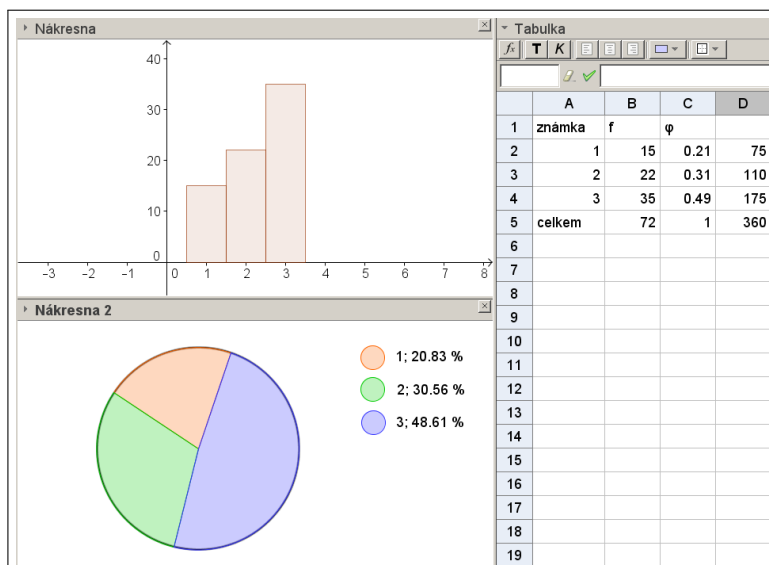 Nákresna
40
30
20
10
0
-3 -2 -1 0 1 2 3 4 5 6 7 8
Nákresna 2
1; 20.83 %
2; 30.56 %
3; 48.61 %
Tabulka
fx T K
A B C D
1 známka f φ
2 1 15 0.21 75
3 2 22 0.31 110
4 3 35 0.49 175
5 celkem 72 1 360
6
7
8
9
10
11
12
13
14
15
16
17
18
19